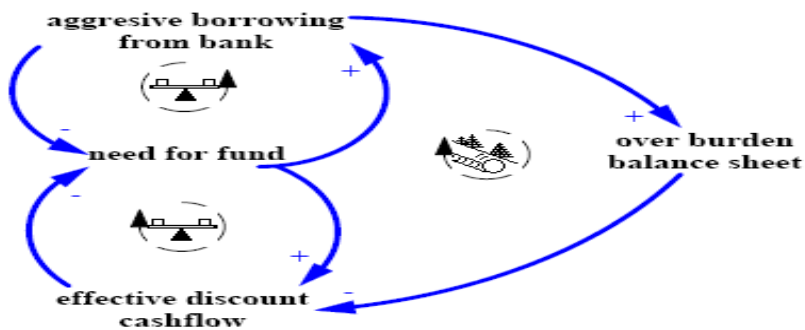 aggresive borrowing
from bank
+
-
+
over burden
balance sheet
need for fund
-
+
-
effective discount
cashflow